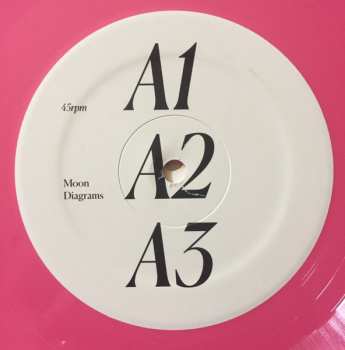 A1
45rpm
A2
Moon
Diagrams
A3